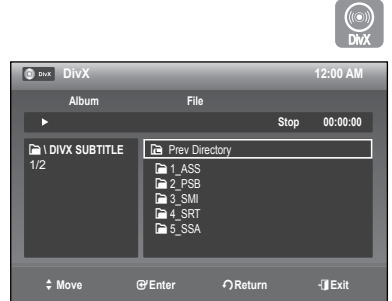 DivX
DivX DivX 12:00 AM
Album File
Stop 00:00:00
\ DIVX SUBTITLE
1/2
Prev Directory
1_ASS
2_PSB
3_SMI
4_SRT
5_SSA
Move Enter Return Exit